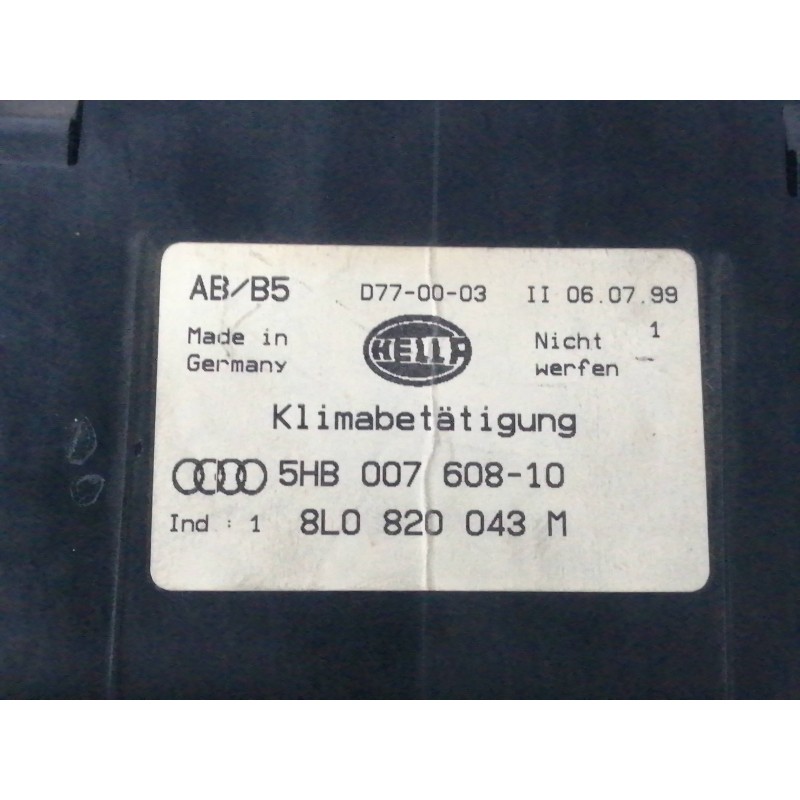 AB/B5 D77-00-03 II 06.07.99
Made in Germany
HELLA
Nicht werfen
1
Klimabetätigung
5HB 007 608-10
Ind : 1 8L0 820 043 M